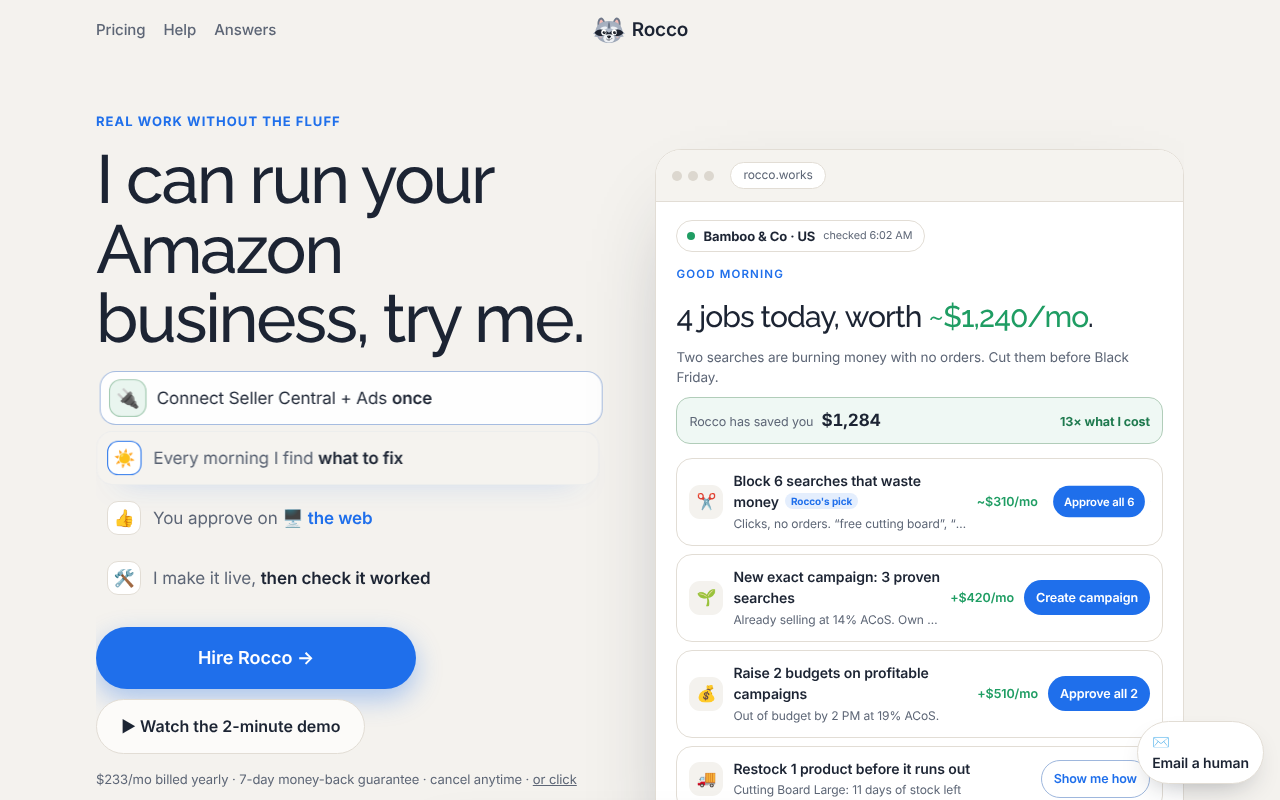 Pricing Help Answers
Rocco
REAL WORK WITHOUT THE FLUFF
I can run your
Amazon
business, try me.
Connect Seller Central + Ads once
Every morning I find what to fix
You approve on the web
I make it live, then check it worked
Hire Rocco →
▶ Watch the 2-minute demo
$233/mo billed yearly · 7-day money-back guarantee · cancel anytime · or click
rocco.works
Bamboo & Co · US checked 6:02 AM
GOOD MORNING
4 jobs today, worth ~$1,240/mo.
Two searches are burning money with no orders. Cut them before Black
Friday.
Rocco has saved you $1,284 13× what I cost
Block 6 searches that waste
money Rocco's pick
Clicks, no orders. “free cutting board”, “...
~$310/mo
Approve all 6
New exact campaign: 3 proven
searches
Already selling at 14% ACoS. Own ...
+$420/mo
Create campaign
Raise 2 budgets on profitable
campaigns
Out of budget by 2 PM at 19% ACoS.
+$510/mo
Approve all 2
Restock 1 product before it runs out
Cutting Board Large: 11 days of stock left
Show me how
Email a human